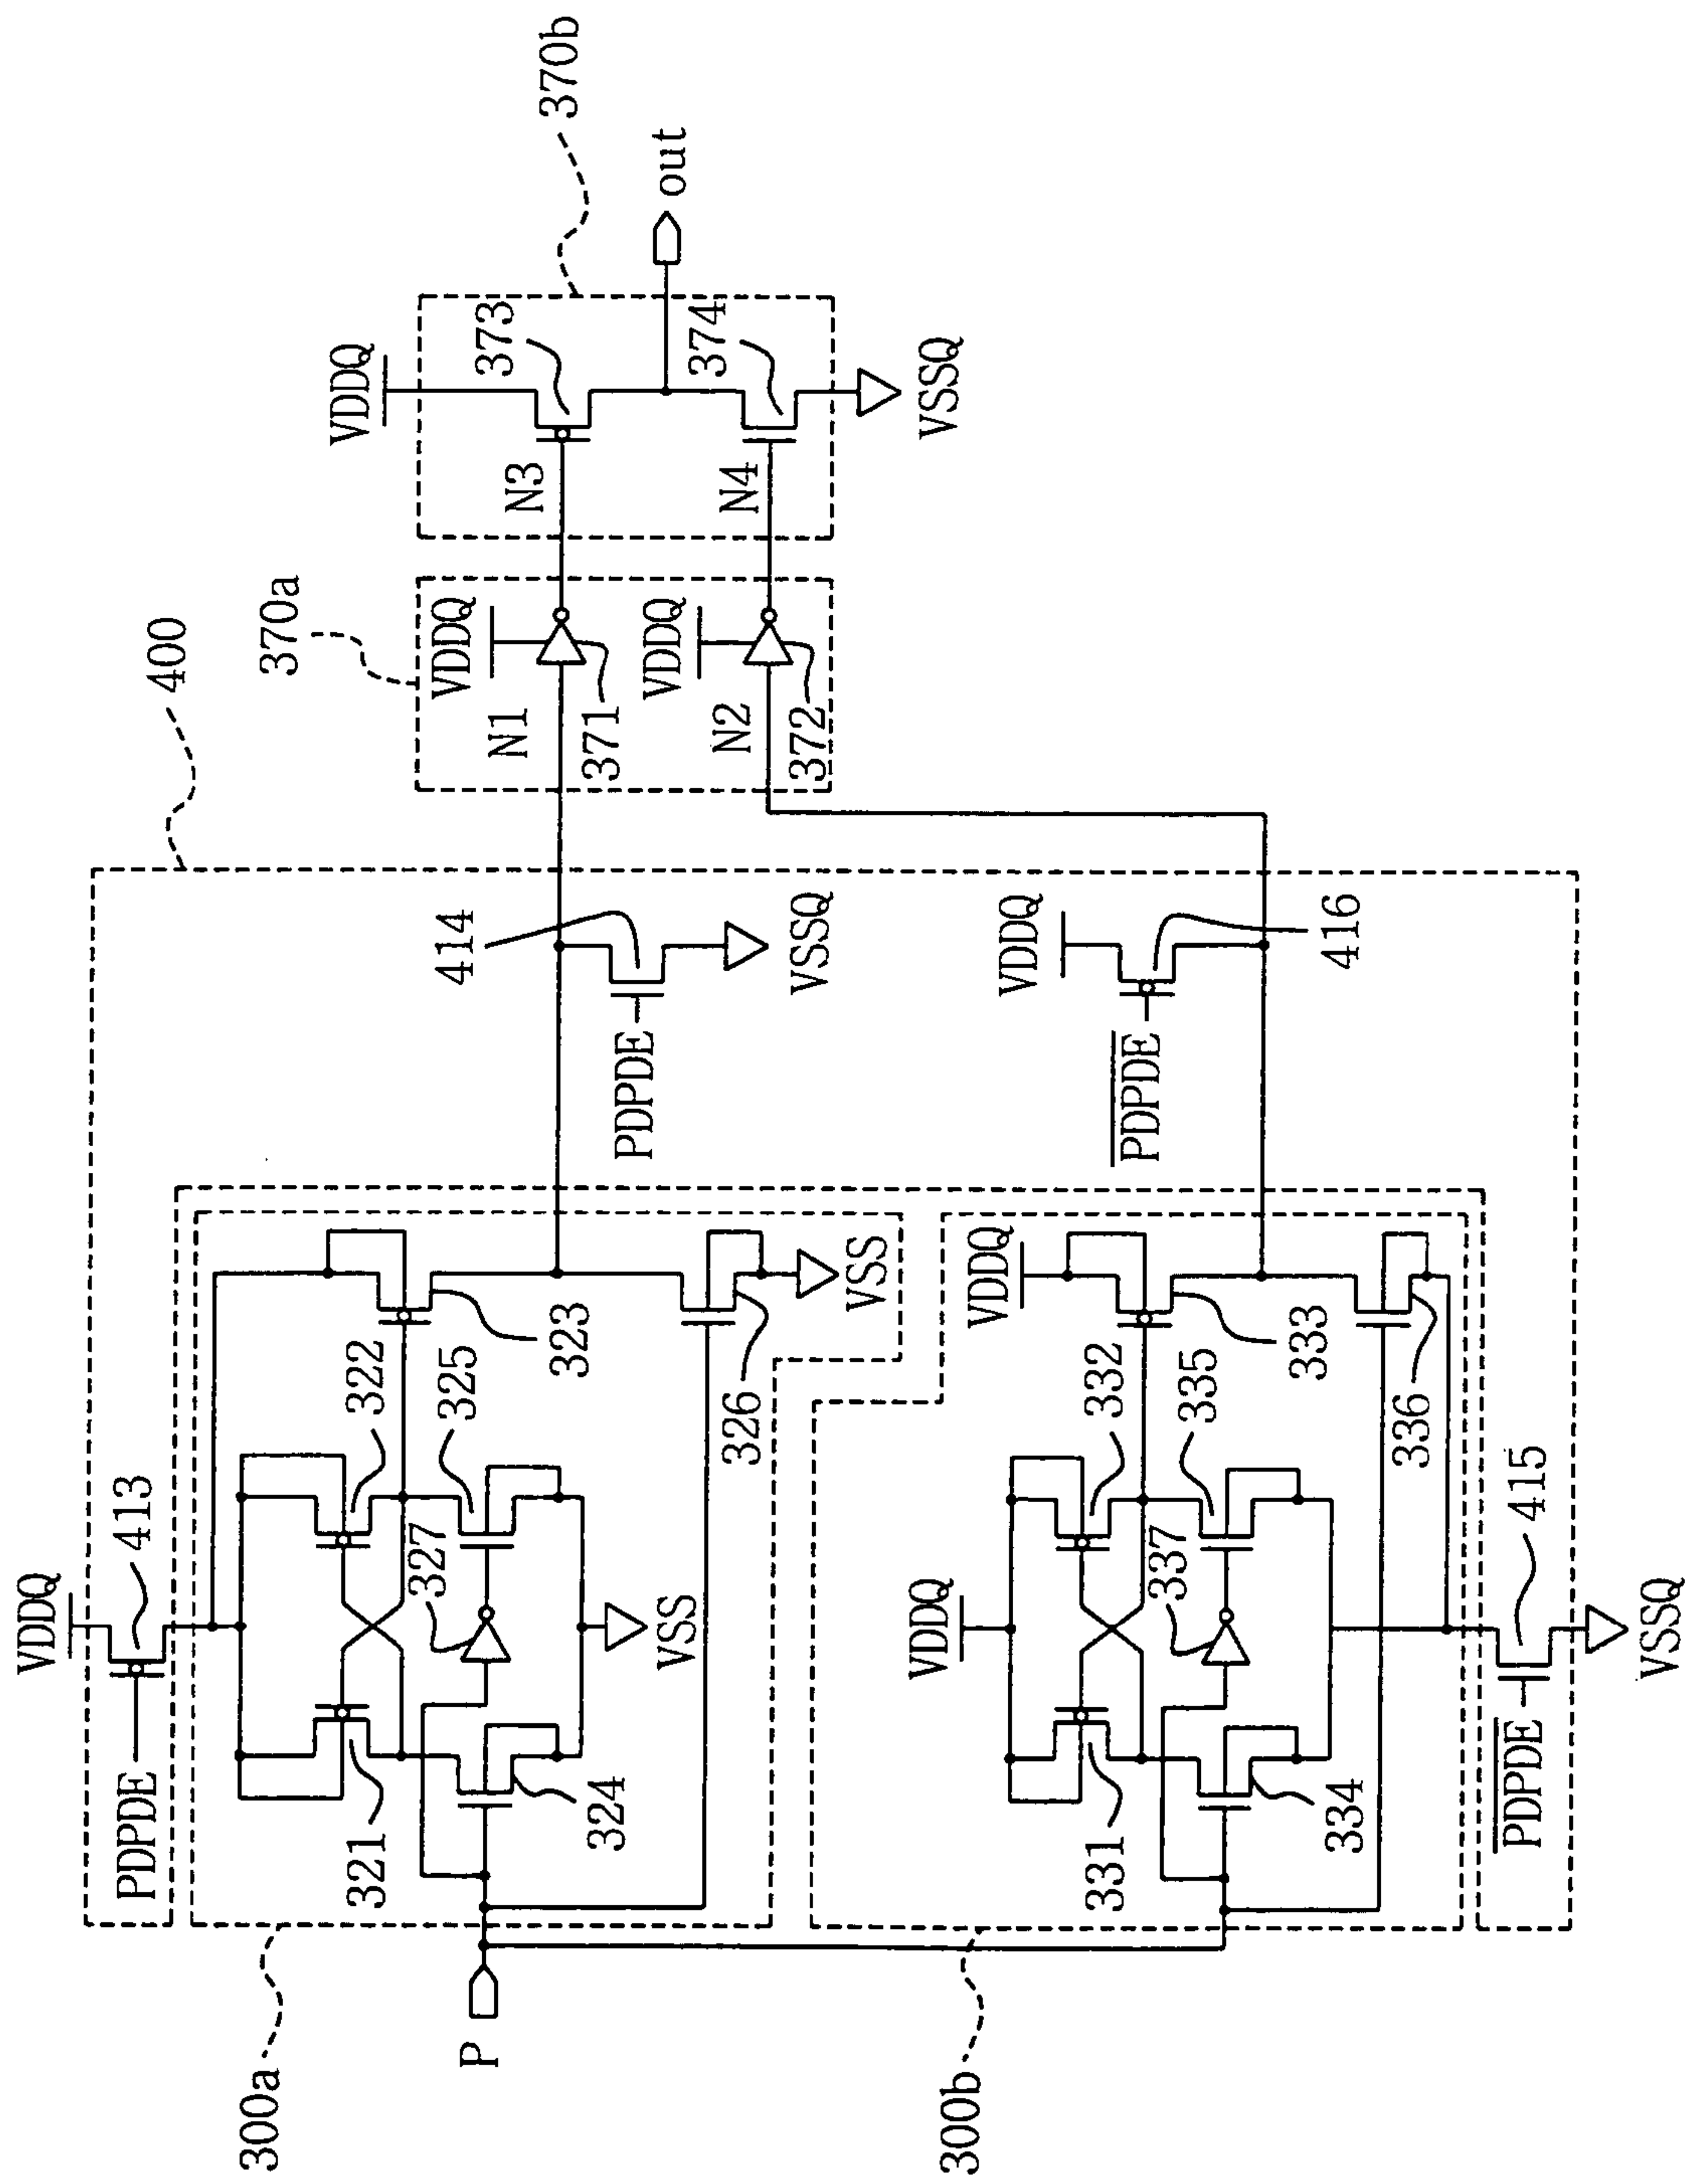 370b
out
VDDQ
373
374
N3
N4
VSSQ
370a
VDDQ
VDDQ
N1
N2
371
372
400
414
VSSQ
PDPDE
VDDQ
416
P̅D̅P̅D̅E̅
VDDQ
413
PDPDE
322
325
323
326
VSS
327
VSS
321
324
VDDQ
332
335
333
336
VDDQ
337
331
334
415
P̅D̅P̅D̅E̅
VSSQ
P
300a
300b